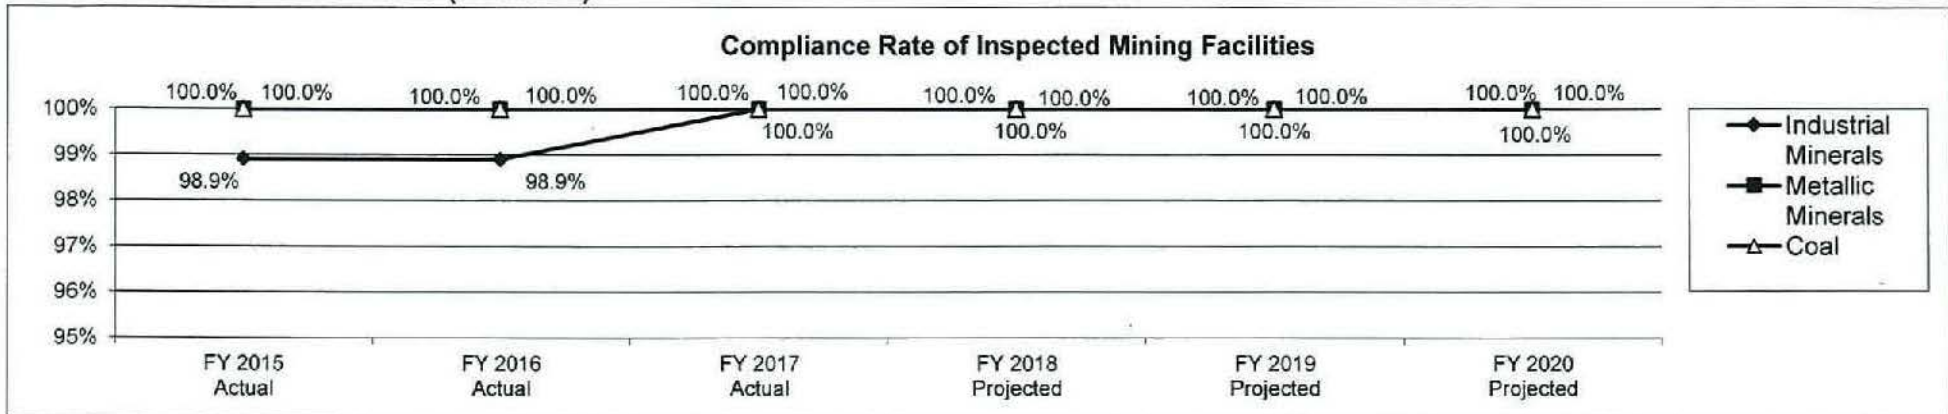 Compliance Rate of Inspected Mining Facilities
100.0% 100.0% 100.0% 100.0% 100.0% 100.0% 100.0% 100.0% 100.0% 100.0% 100.0% 100.0%
100%
100.0% 100.0% 100.0% 100.0%
99%
98.9% 98.9%
98%
97%
96%
95%
FY 2015 FY 2016 FY 2017 FY 2018 FY 2019 FY 2020
Actual Actual Actual Projected Projected Projected
Industrial
Minerals
Metallic
Minerals
Coal